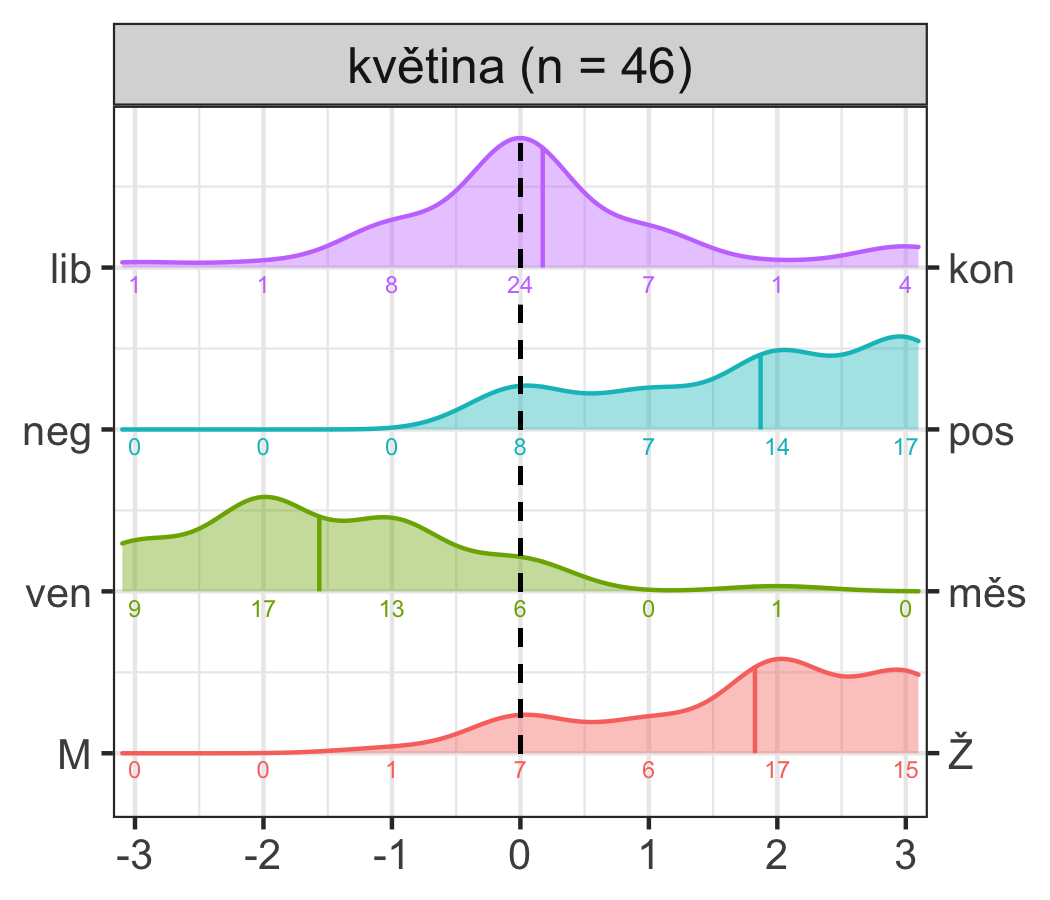 květina (n = 46)
lib kon
1 1 8 24 7 1 4
neg pos
0 0 0 8 7 14 17
ven měs
9 17 13 6 0 1 0
M Ž
0 0 1 7 6 17 15
-3 -2 -1 0 1 2 3